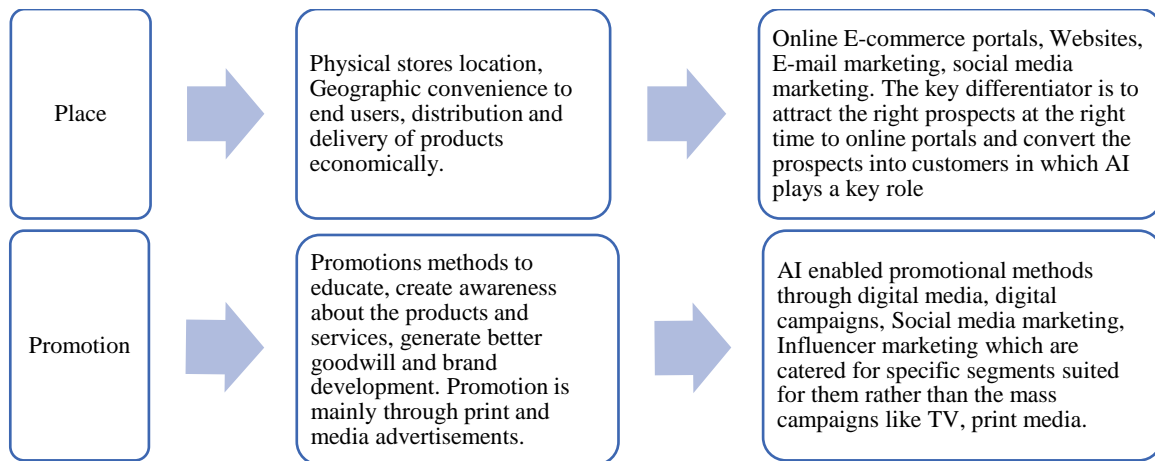 Place
Physical stores location,
Geographic convenience to
end users, distribution and
delivery of products
economically.
Online E-commerce portals, Websites,
E-mail marketing, social media
marketing. The key differentiator is to
attract the right prospects at the right
time to online portals and convert the
prospects into customers in which AI
plays a key role
Promotion
Promotions methods to
educate, create awareness
about the products and
services, generate better
goodwill and brand
development. Promotion is
mainly through print and
media advertisements.
AI enabled promotional methods
through digital media, digital
campaigns, Social media marketing,
Influencer marketing which are
catered for specific segments suited
for them rather than the mass
campaigns like TV, print media.